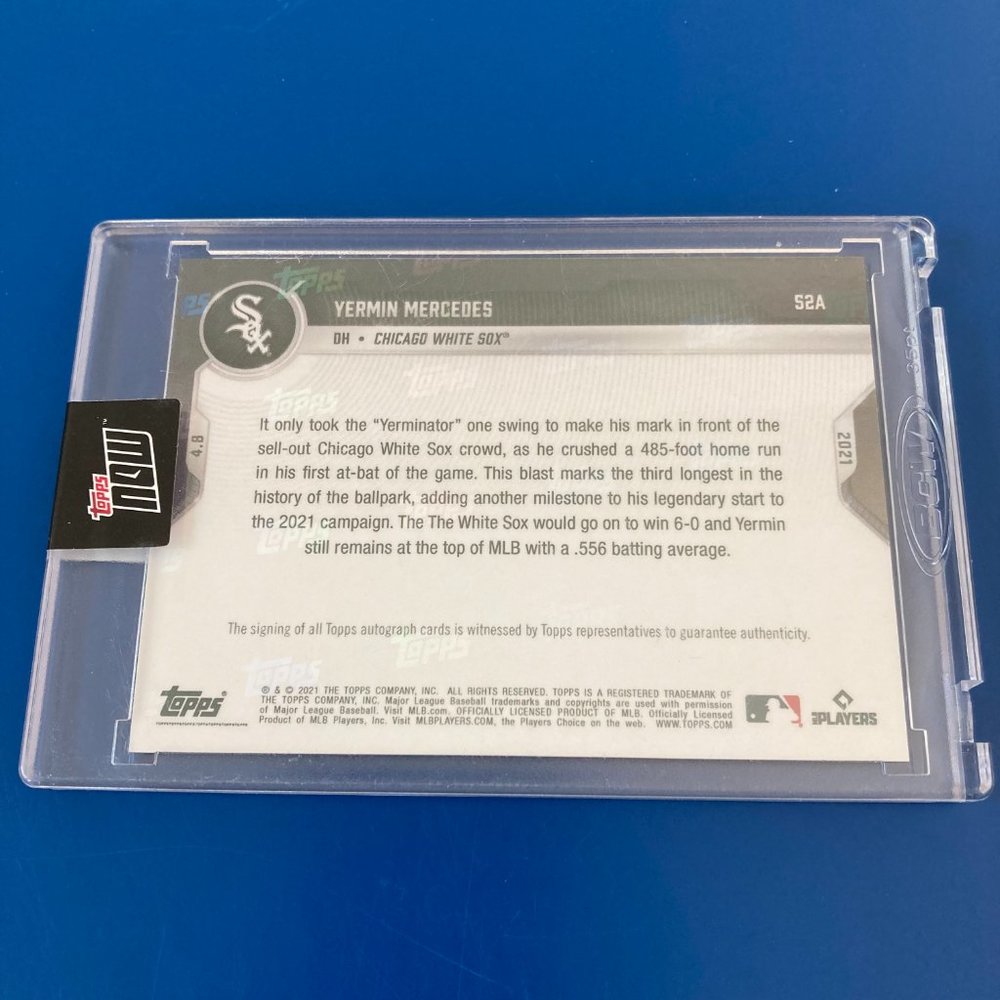 YERMIN MERCEDES
52A
DH • CHICAGO WHITE SOX®
It only took the “Yerminator” one swing to make his mark in front of the
sell-out Chicago White Sox crowd, as he crushed a 485-foot home run
in his first at-bat of the game. This blast marks the third longest in the
history of the ballpark, adding another milestone to his legendary start to
the 2021 campaign. The The White Sox would go on to win 6-0 and Yermin
still remains at the top of MLB with a .556 batting average.
4.8
2021
topps
NOW™
BCW
35pt
The signing of all Topps autograph cards is witnessed by Topps representatives to guarantee authenticity.
Topps®
® & © 2021 THE TOPPS COMPANY, INC. ALL RIGHTS RESERVED. TOPPS IS A REGISTERED TRADEMARK OF
THE TOPPS COMPANY, INC. Major League Baseball trademarks and copyrights are used with permission
of Major League Baseball. Visit MLB.com. OFFICIALLY LICENSED PRODUCT OF MLB. Officially Licensed
Product of MLB Players, Inc. Visit MLBPLAYERS.COM, the Players Choice on the web. WWW.TOPPS.COM
PLAYERS